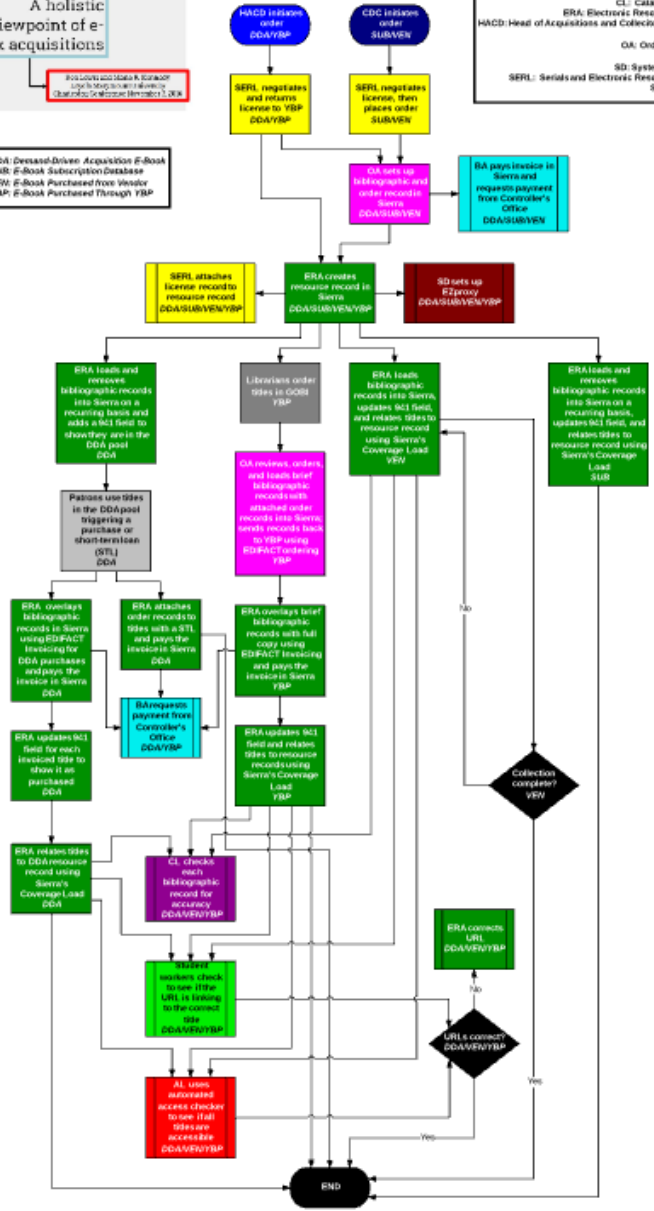 A holistic
iewpoint of e-
k acquisitions
Charleston Conference November 3, 2016
CL: Cata
ERA: Electronic Reso
HACD: Head of Acquisitions and Collectio
OA: Ord
SD: Syste
SERL: Serials and Electronic Reso
S
DA: Demand-Driven Acquisition E-Book
UB: E-Book Subscription Database
EN: E-Book Purchased from Vendor
BP: E-Book Purchased Through YBP
HACD initiates
order
DDA/YBP
CDC initiates
order
SUB/VEN
SERL negotiates
and returns
license to YBP
DDA/YBP
SERL negotiates
license, then
places order
SUB/VEN
OA sets up
bibliographic and
order record in
Sierra
DDA/SUB/VEN
BA pays invoice in
Sierra and
requests payment
from Controller's
Office
DDA/SUB/VEN
SERL attaches
license record to
resource record
DDA/SUB/VEN/YBP
ERA creates
resource record in
Sierra
DDA/SUB/VEN/YBP
SD sets up
EZproxy
DDA/SUB/VEN/YBP
ERA loads and
removes
bibliographic records
into Sierra on a
recurring basis and
adds a 941 field to
show they are in the
DDA pool
DDA
Librarians order
titles in GOBI
YBP
ERA loads
bibliographic
records into Sierra,
updates 941 field,
and relates titles to
resource record
using Sierra's
Coverage Load
VEN
ERA loads and
removes
bibliographic records
into Sierra on a
recurring basis,
updates 941 field, and
relates titles to
resource record using
Sierra's Coverage
Load
SUB
OA reviews, orders,
and loads brief
bibliographic
records with
attached order
records into Sierra;
sends records back
to YBP using
EDIFACT ordering
YBP
Patrons use titles
in the DDA pool
triggering a
purchase or
short-term loan
(STL)
DDA
ERA overlays
bibliographic
records in Sierra
using EDIFACT
Invoicing for
DDA purchases
and pays the
invoice in Sierra
DDA
ERA attaches
order records to
titles with a STL
and pays the
invoice in Sierra
DDA
ERA overlays brief
bibliographic
records with full
copy using
EDIFACT Invoicing
and pays the
invoice in Sierra
YBP
No
BA requests
payment from
Controller's
Office
DDA/YBP
ERA updates 941
field for each
invoiced title to
show it as
purchased
DDA
ERA updates 941
field and relates
titles to resource
records using
Sierra's Coverage
Load
YBP
Collection
complete?
VEN
ERA relates titles
to DDA resource
record using
Sierra's
Coverage Load
DDA
CL checks
each
bibliographic
record for
accuracy
DDA/VEN/YBP
ERA corrects
URL
DDA/VEN/YBP
Student
workers check
to see if the
URL is linking
to the correct
title
DDA/VEN/YBP
No
URLs correct?
DDA/VEN/YBP
AL uses
automated
access checker
to see if all
titles are
accessible
DDA/VEN/YBP
Yes
Yes
END